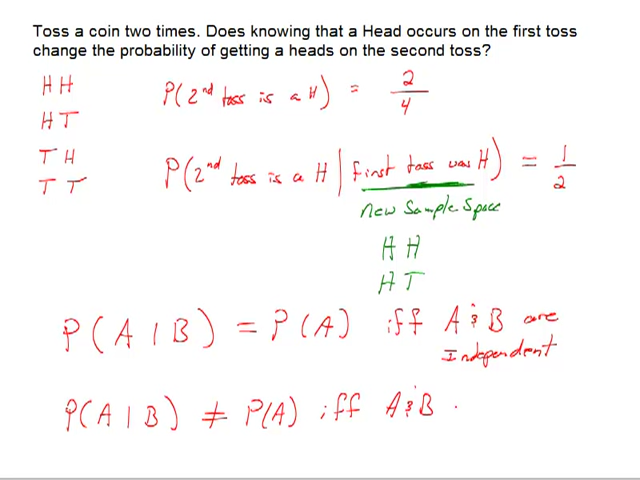 Toss a coin two times. Does knowing that a Head occurs on the first toss
change the probability of getting a heads on the second toss?
H H
H T
T H
T T
P(2nd toss is a H) = 2/4
P(2nd toss is a H | First toss was H) = 1/2
New Sample Space
H H
H T
P(A | B) = P(A) iff A & B are
Independent
P(A | B) ≠ P(A) iff A & B